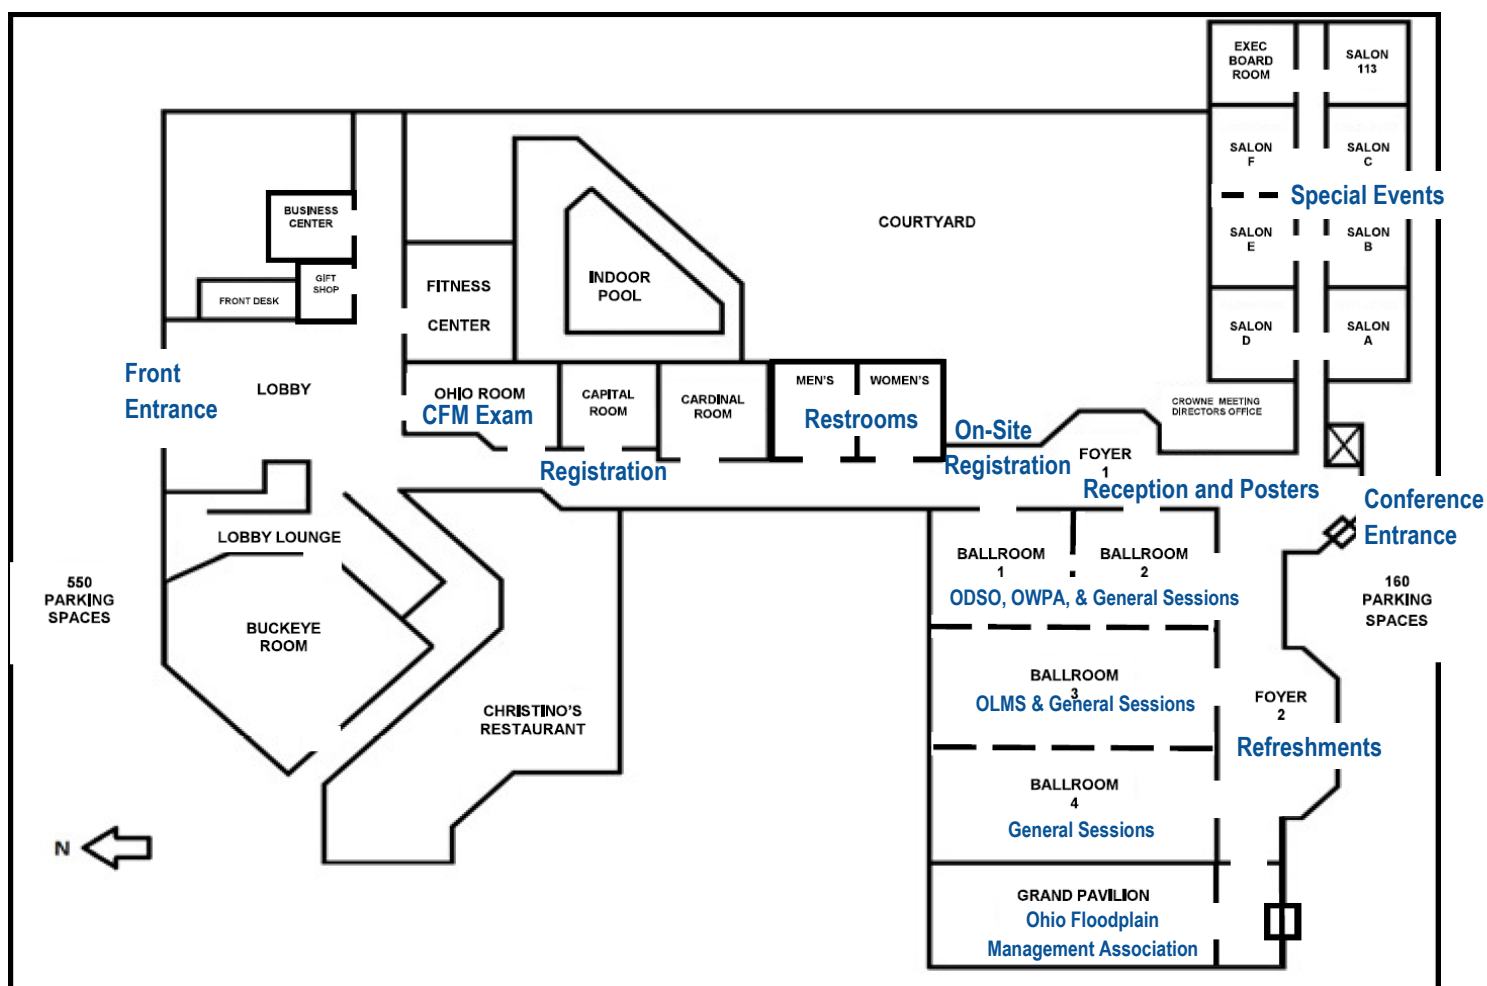 EXEC
BOARD
ROOM
SALON
113
SALON
F
SALON
C
Special Events
SALON
E
SALON
B
SALON
D
SALON
A
BUSINESS
CENTER
GIFT
SHOP
FRONT DESK
FITNESS
CENTER
INDOOR
POOL
COURTYARD
Front
Entrance
LOBBY
OHIO ROOM
CFM Exam
CAPITAL
ROOM
CARDINAL
ROOM
MEN'S
WOMEN'S
Restrooms
CROWNE MEETING
DIRECTORS OFFICE
Registration
On-Site
Registration
FOYER
1
Reception and Posters
Conference
Entrance
LOBBY LOUNGE
550
PARKING
SPACES
BUCKEYE
ROOM
CHRISTINO'S
RESTAURANT
BALLROOM
1
BALLROOM
2
ODSO, OWPA, & General Sessions
160
PARKING
SPACES
BALLROOM
3
OLMS & General Sessions
FOYER
2
Refreshments
BALLROOM
4
General Sessions
N
GRAND PAVILION
Ohio Floodplain
Management Association